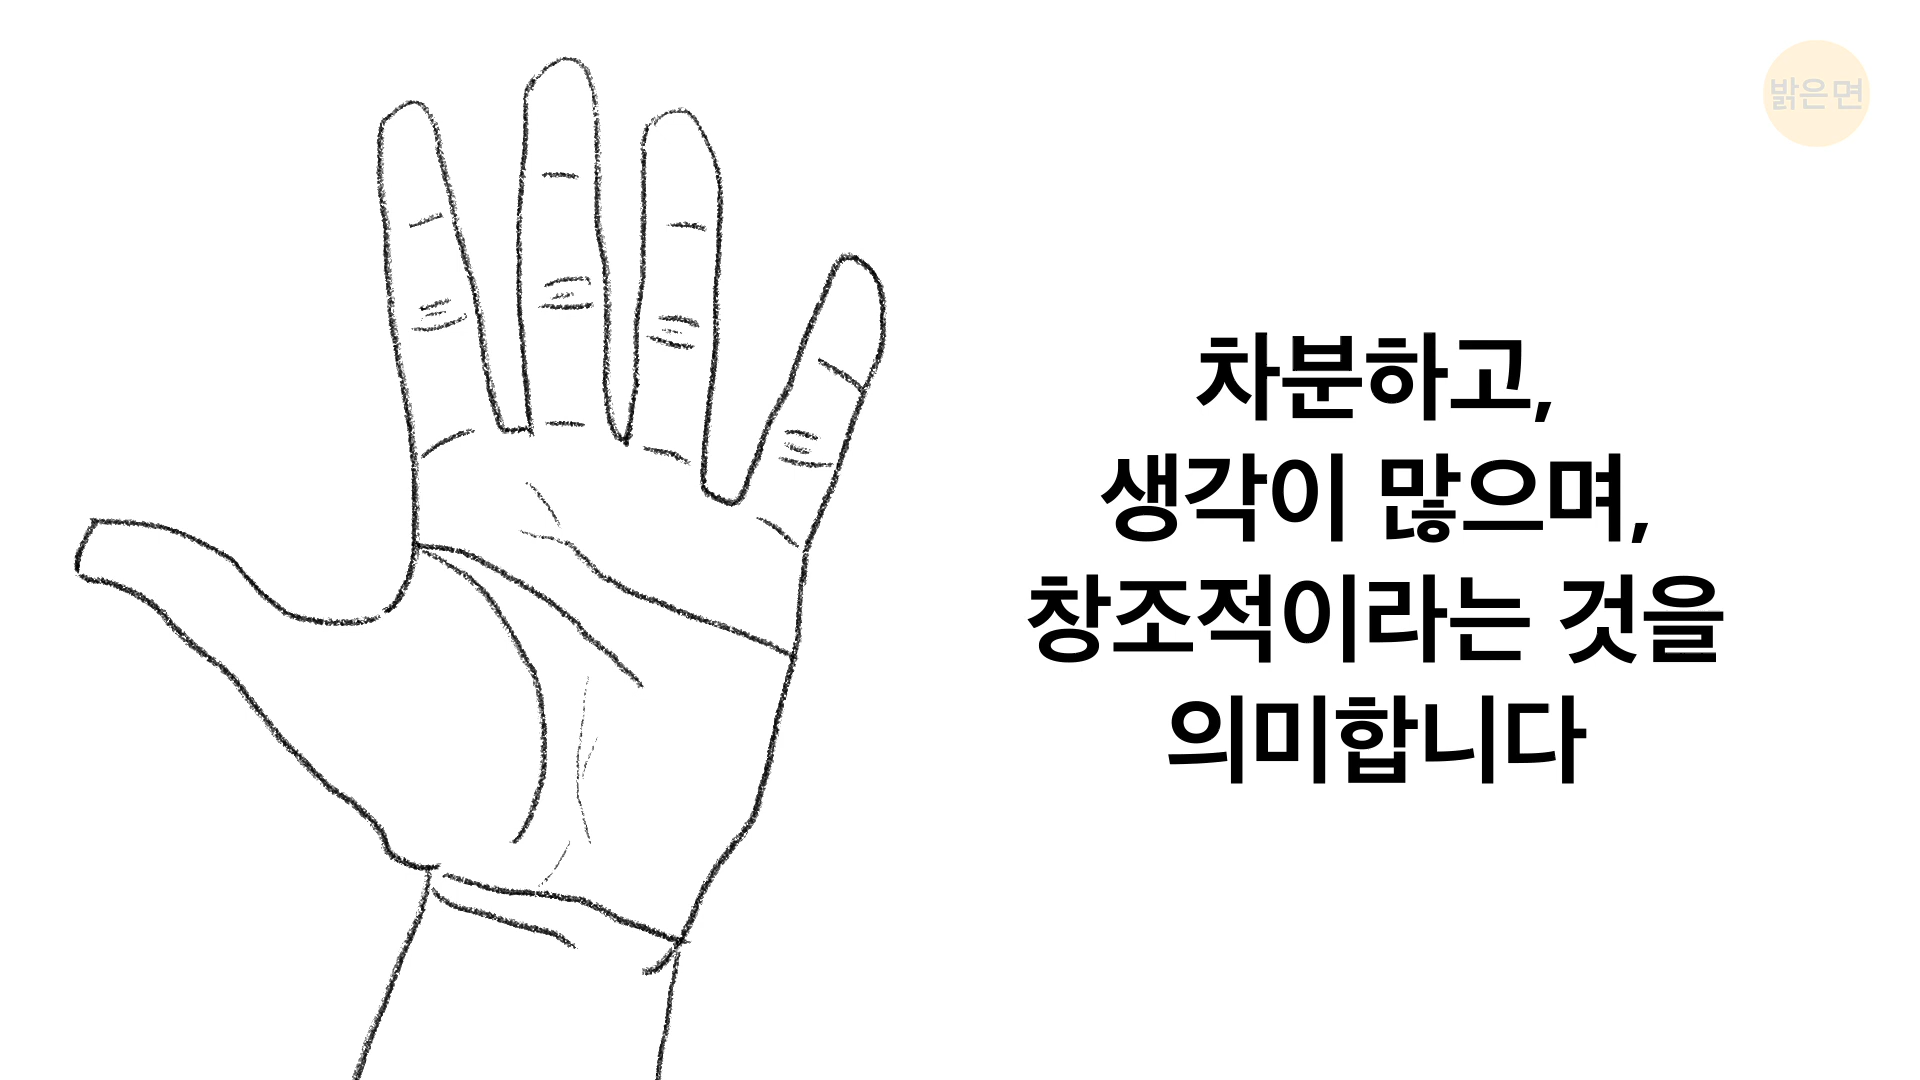 밝은면
차분하고,
생각이 많으며,
창조적이라는 것을
의미합니다